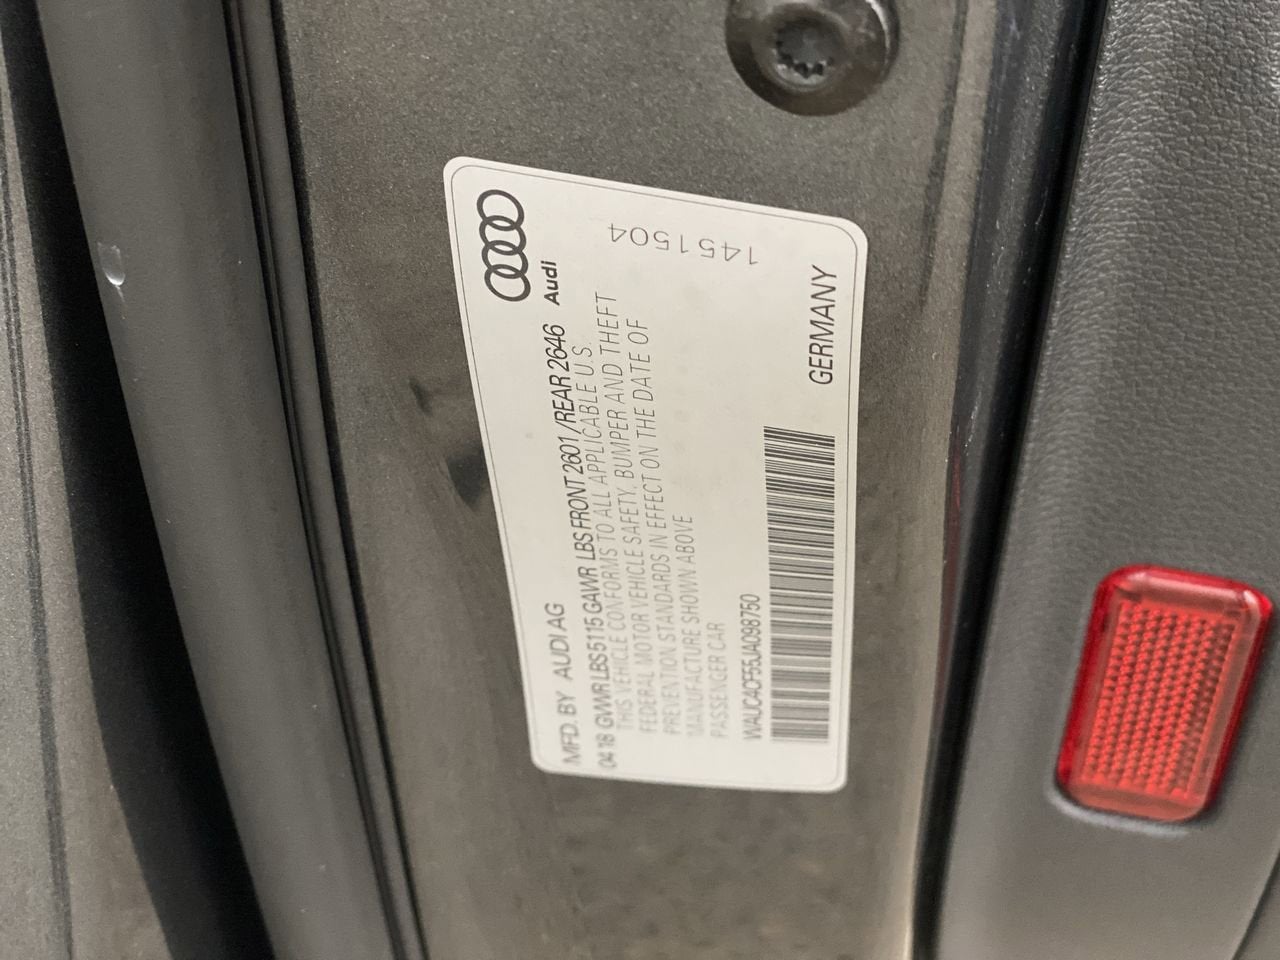 Audi
MFD. BY AUDI AG
04 18 GVWR LBS 5115 GAWR LBS FRONT 2601 /REAR 2646
THIS VEHICLE CONFORMS TO ALL APPLICABLE U.S.
FEDERAL MOTOR VEHICLE SAFETY, BUMPER AND THEFT
PREVENTION STANDARDS IN EFFECT ON THE DATE OF
MANUFACTURE SHOWN ABOVE
PASSENGER CAR
WAUC4CF55JA098750
GERMANY
1451504